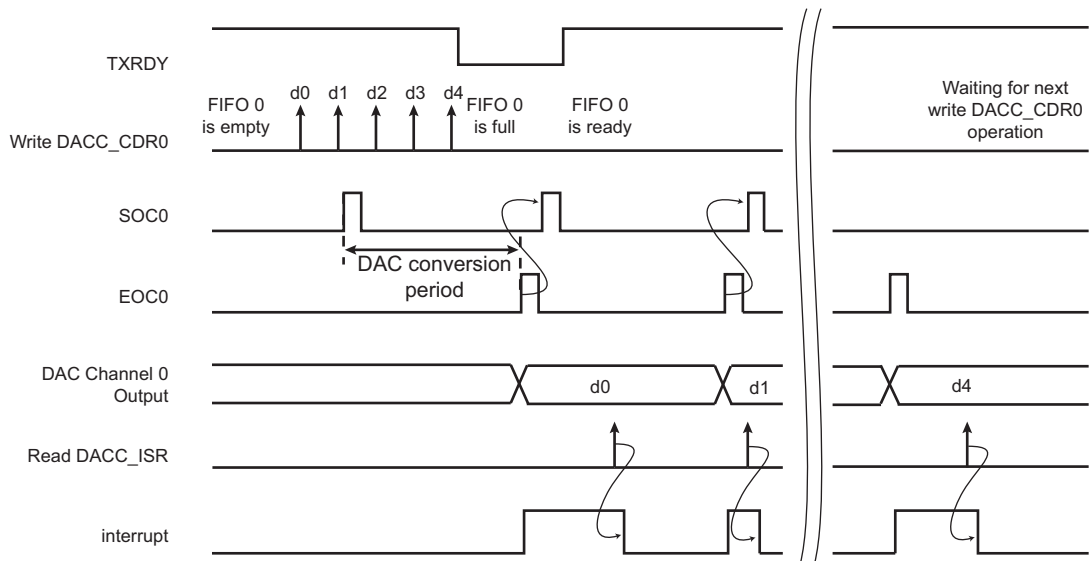 TXRDY
FIFO 0
is empty
d0 d1 d2 d3 d4
FIFO 0
is full
FIFO 0
is ready
Waiting for next
write DACC_CDR0
operation
Write DACC_CDR0
SOC0
DAC conversion
period
EOC0
DAC Channel 0
Output
d0
d1
d4
Read DACC_ISR
interrupt